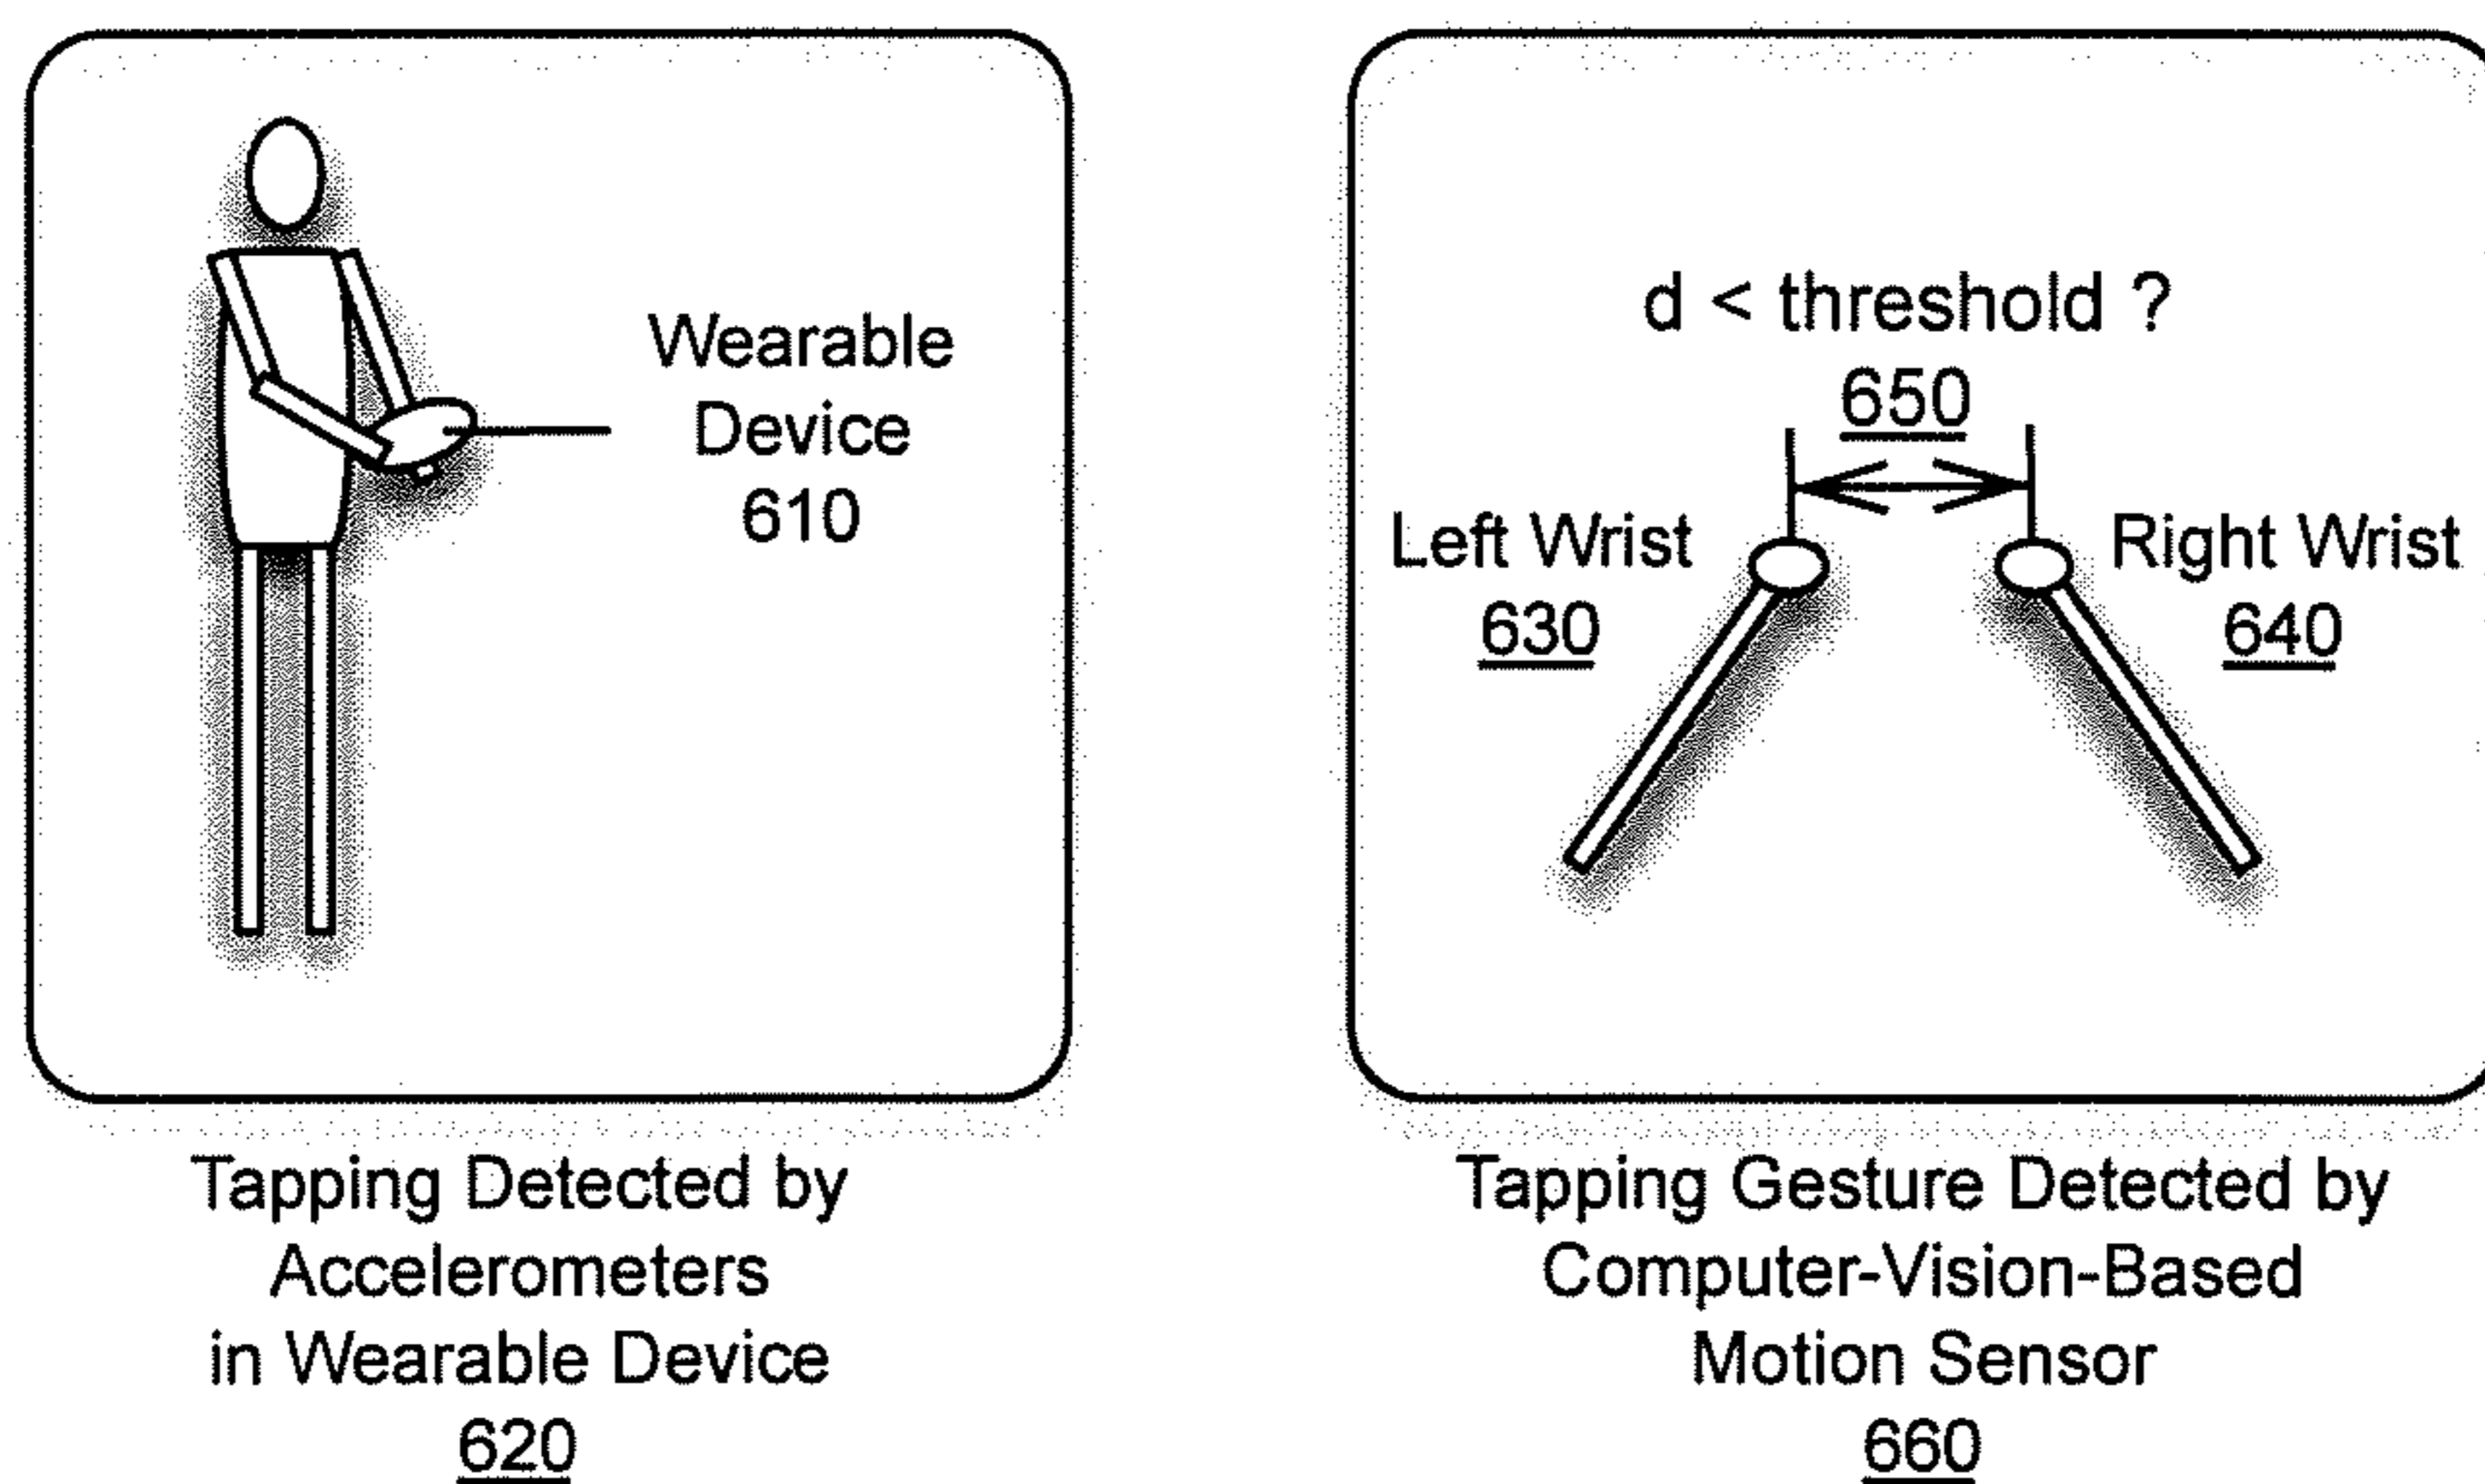 Wearable
Device
610
Tapping Detected by
Accelerometers
in Wearable Device
620
d < threshold ?
650
Left Wrist
630
Right Wrist
640
Tapping Gesture Detected by
Computer-Vision-Based
Motion Sensor
660